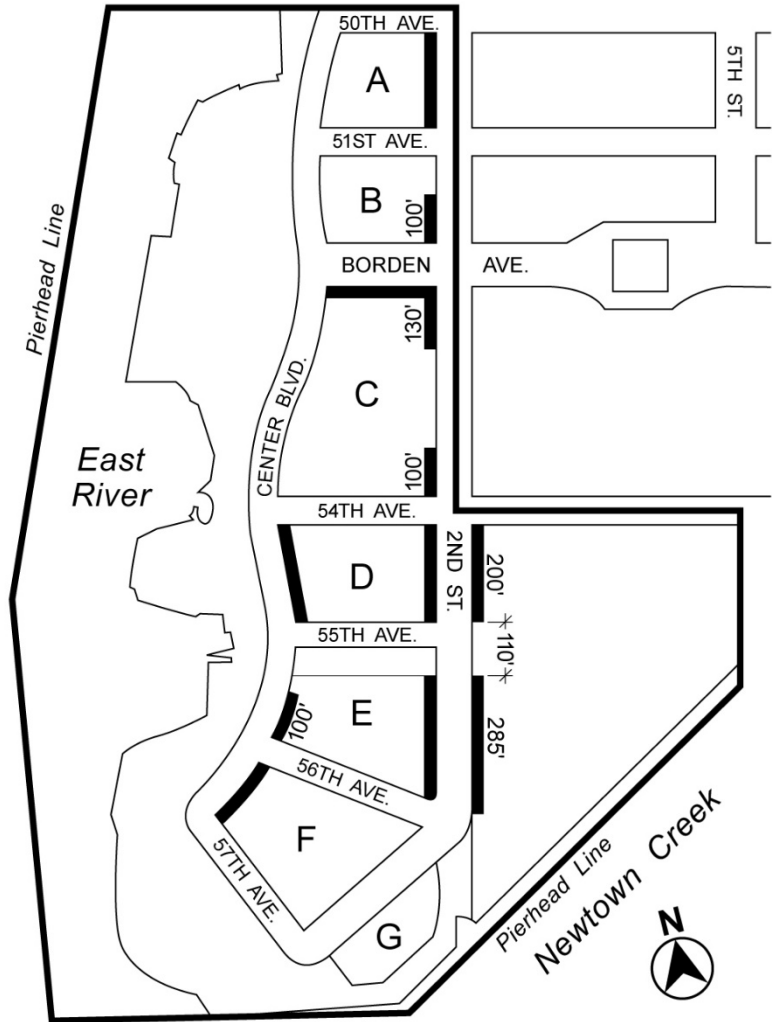 50TH AVE.
A
5TH ST.
51ST AVE.
B
100'
Pierhead Line
BORDEN AVE.
130'
CENTER BLVD.
C
East
River
100'
54TH AVE.
2ND ST.
D
200'
55TH AVE.
110'
E
100'
285'
56TH AVE.
F
57TH AVE.
G
Pierhead Line
Newtown Creek
N